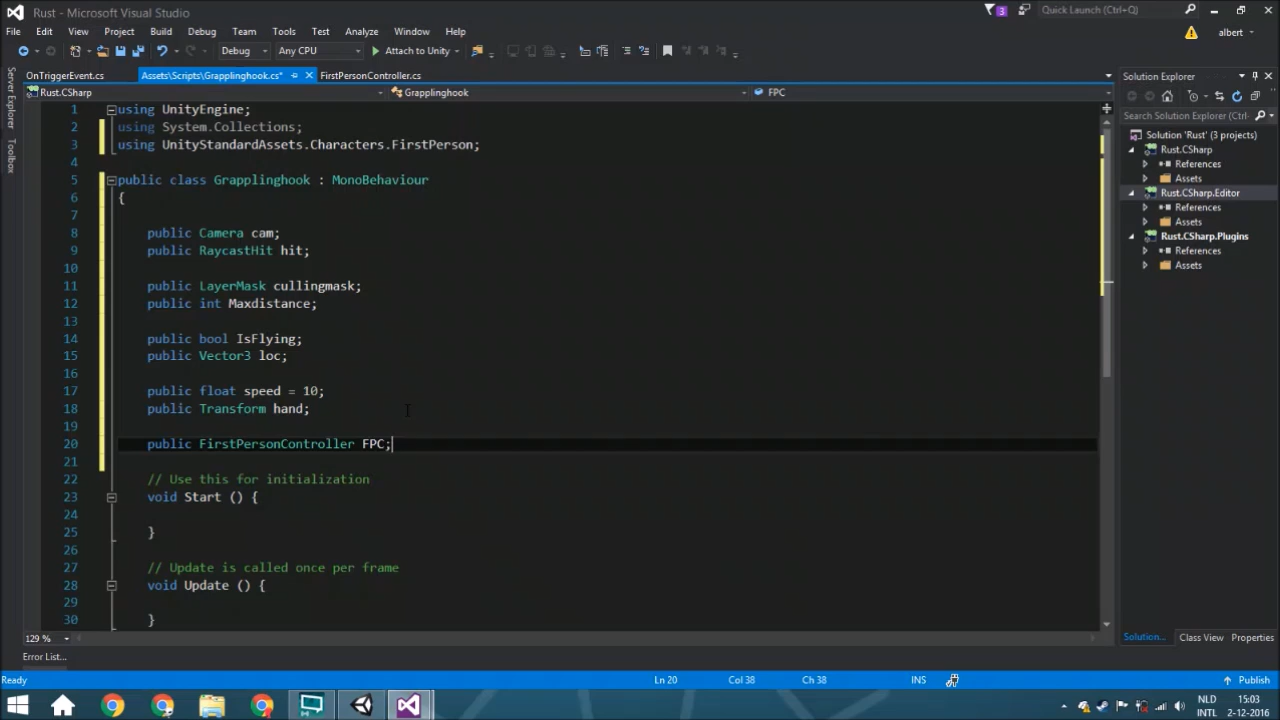 Rust - Microsoft Visual Studio
3
Quick Launch (Ctrl+Q)
File Edit View Project Build Debug Team Tools Test Analyze Window Help
albert
Debug Any CPU Attach to Unity
OnTriggerEvent.cs Assets\Scripts\Grapplinghook.cs* FirstPersonController.cs
Rust.CSharp Grapplinghook FPC
1 using UnityEngine;
2 using System.Collections;
3 using UnityStandardAssets.Characters.FirstPerson;
4
5 public class Grapplinghook : MonoBehaviour
6 {
7
8 public Camera cam;
9 public RaycastHit hit;
10
11 public LayerMask cullingmask;
12 public int Maxdistance;
13
14 public bool IsFlying;
15 public Vector3 loc;
16
17 public float speed = 10;
18 public Transform hand;
19
20 public FirstPersonController FPC;
21
22 // Use this for initialization
23 void Start () {
24
25 }
26
27 // Update is called once per frame
28 void Update () {
29
30 }
129 %
Error List...
Server Explorer
Toolbox
Solution Explorer
Search Solution Explorer (Ctrl+
Solution 'Rust' (3 projects)
Rust.CSharp
References
Assets
Rust.CSharp.Editor
References
Assets
Rust.CSharp.Plugins
References
Assets
Solution... Class View Properties
Ready Ln 20 Col 38 Ch 38 INS Publish
NLD 15:03
INTL 2-12-2016